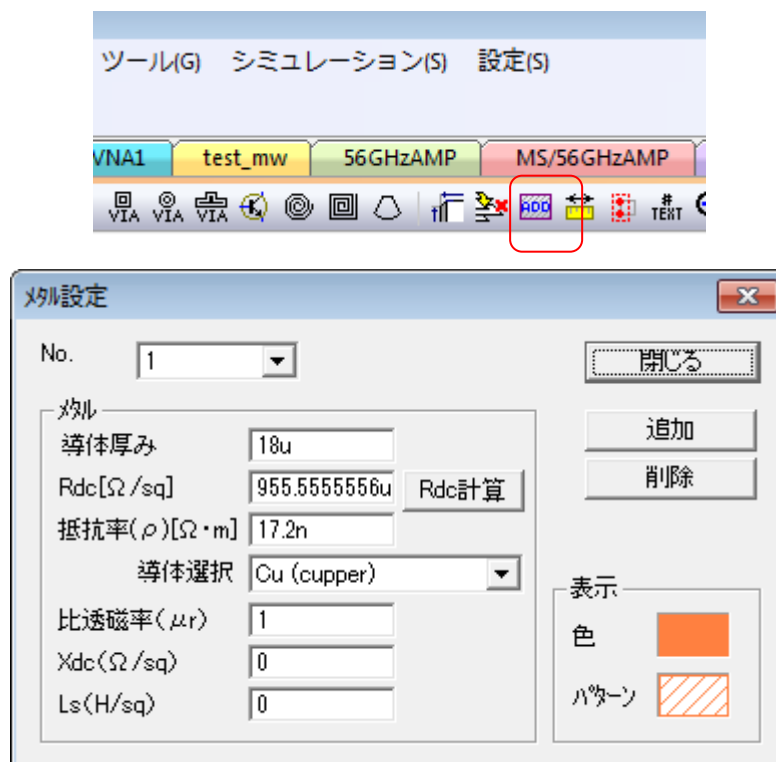 ツール(G) シミュレーション(S) 設定(S)
VNA1 test_mw 56GHzAMP MS/56GHzAMP
VIA VIA VIA ADD # TEXT
ﾒﾀﾙ設定
No. 1 閉じる
ﾒﾀﾙ
導体厚み 18u 追加
Rdc[Ω/sq] 955.5555556u Rdc計算 削除
抵抗率(ρ)[Ω・m] 17.2n
導体選択 Cu (cupper)
表示
比透磁率(μr) 1 色
Xdc(Ω/sq) 0
Ls(H/sq) 0 ﾊﾟﾀｰﾝ